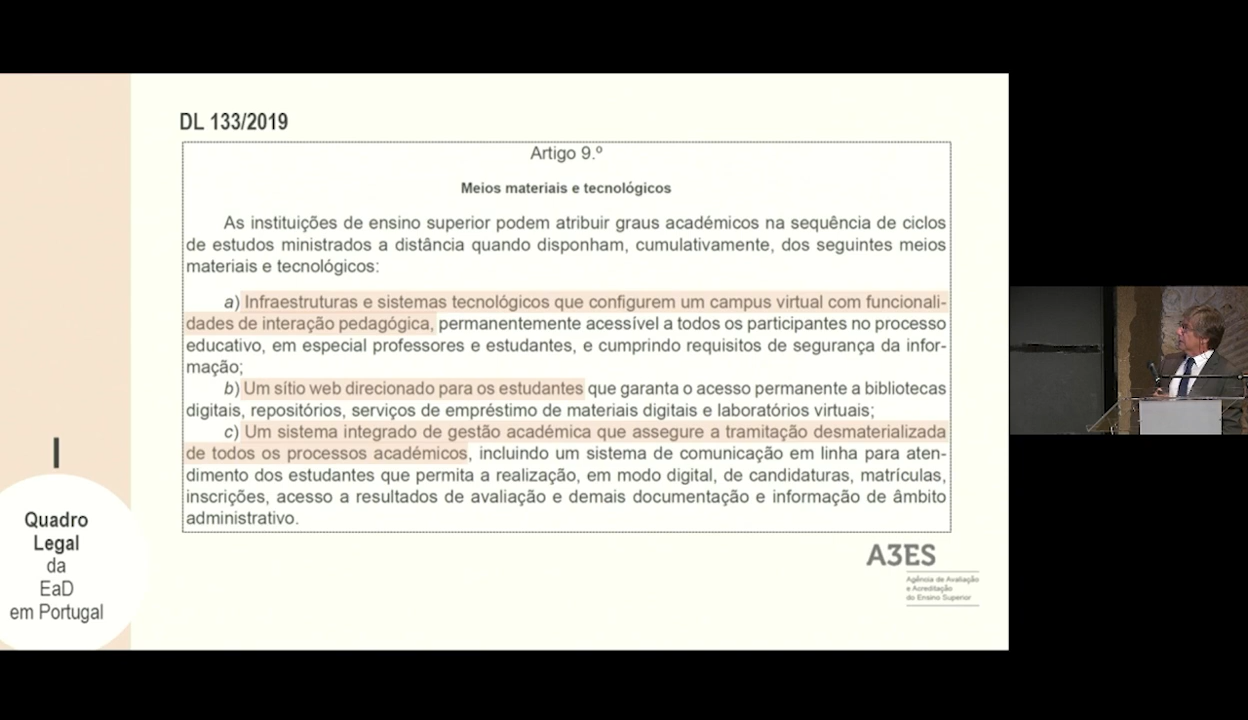 DL 133/2019
Artigo 9.º
Meios materiais e tecnológicos
As instituições de ensino superior podem atribuir graus académicos na sequência de ciclos
de estudos ministrados a distância quando disponham, cumulativamente, dos seguintes meios
materiais e tecnológicos:
a) Infraestruturas e sistemas tecnológicos que configurem um campus virtual com funcionali-
dades de interação pedagógica, permanentemente acessível a todos os participantes no processo
educativo, em especial professores e estudantes, e cumprindo requisitos de segurança da infor-
mação;
b) Um sítio web direcionado para os estudantes que garanta o acesso permanente a bibliotecas
digitais, repositórios, serviços de empréstimo de materiais digitais e laboratórios virtuais;
c) Um sistema integrado de gestão académica que assegure a tramitação desmaterializada
de todos os processos académicos, incluindo um sistema de comunicação em linha para aten-
dimento dos estudantes que permita a realização, em modo digital, de candidaturas, matrículas,
inscrições, acesso a resultados de avaliação e demais documentação e informação de âmbito
administrativo.
I
Quadro
Legal
da
EaD
em Portugal
A3ES
Agência de Avaliação
e Acreditação
do Ensino Superior